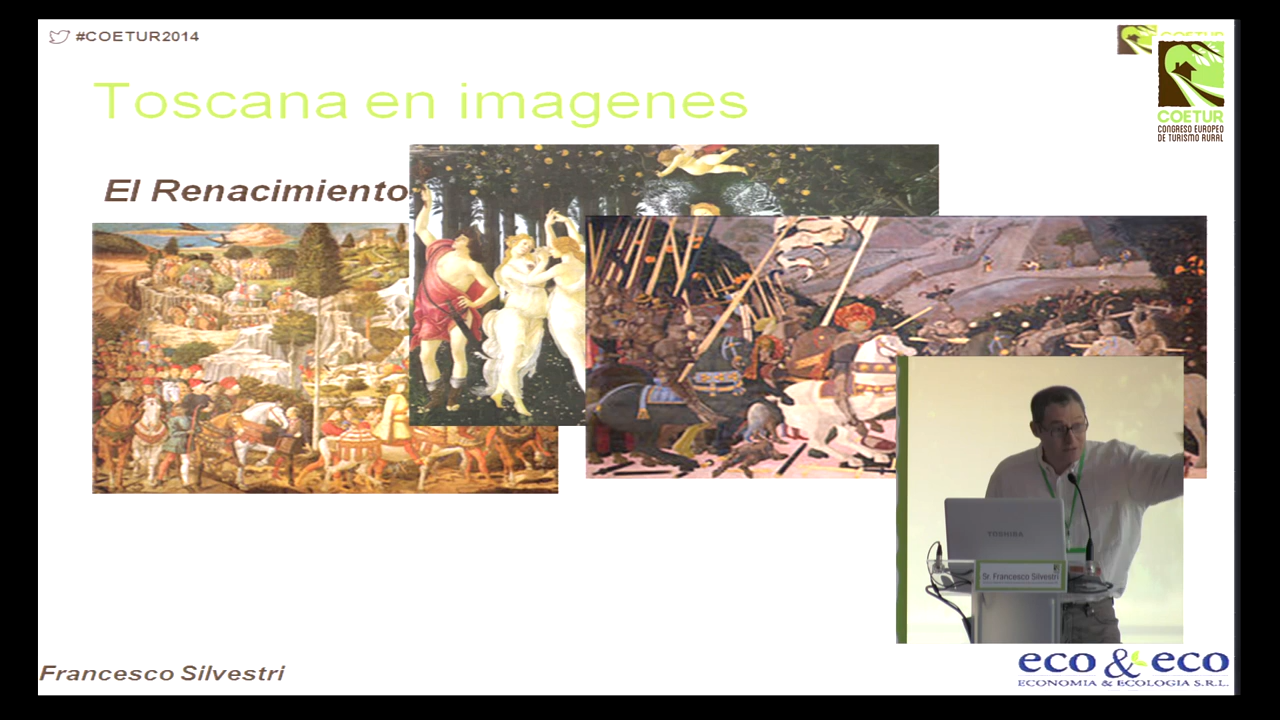 #COETUR2014
COETUR
CONGRESO EUROPEO
DE TURISMO RURAL
Toscana en imagenes
El Renacimiento
TOSHIBA
Sr. Francesco Silvestri
Francesco Silvestri
eco & eco
ECONOMIA & ECOLOGIA S.R.L.